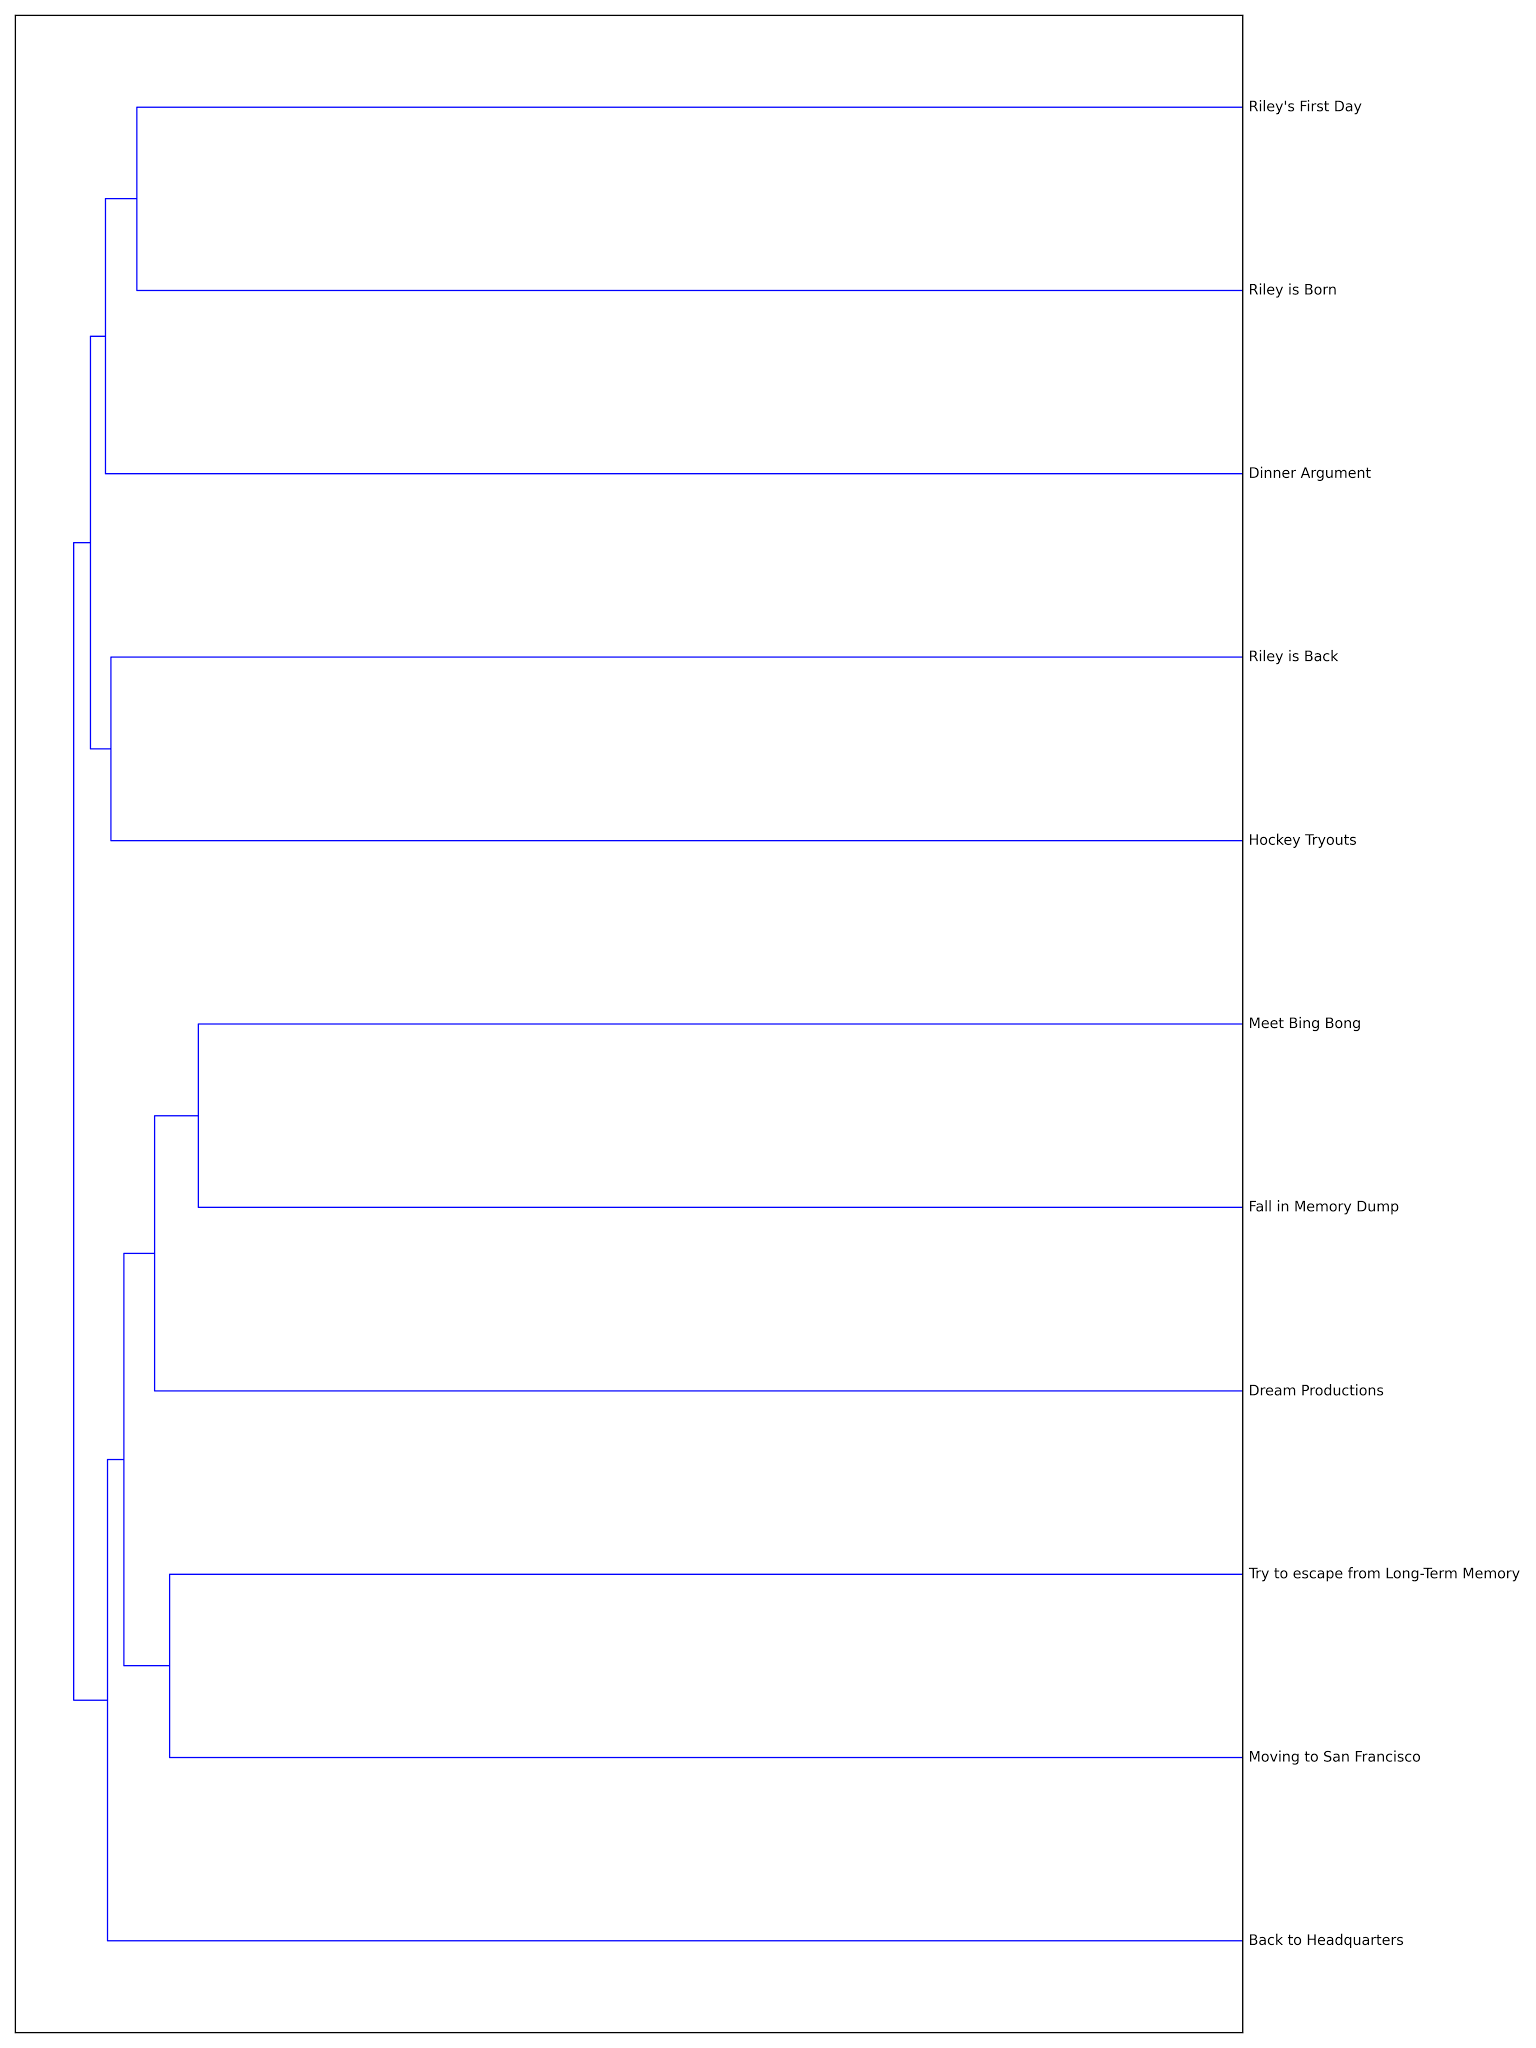 Riley's First Day
Riley is Born
Dinner Argument
Riley is Back
Hockey Tryouts
Meet Bing Bong
Fall in Memory Dump
Dream Productions
Try to escape from Long-Term Memory
Moving to San Francisco
Back to Headquarters